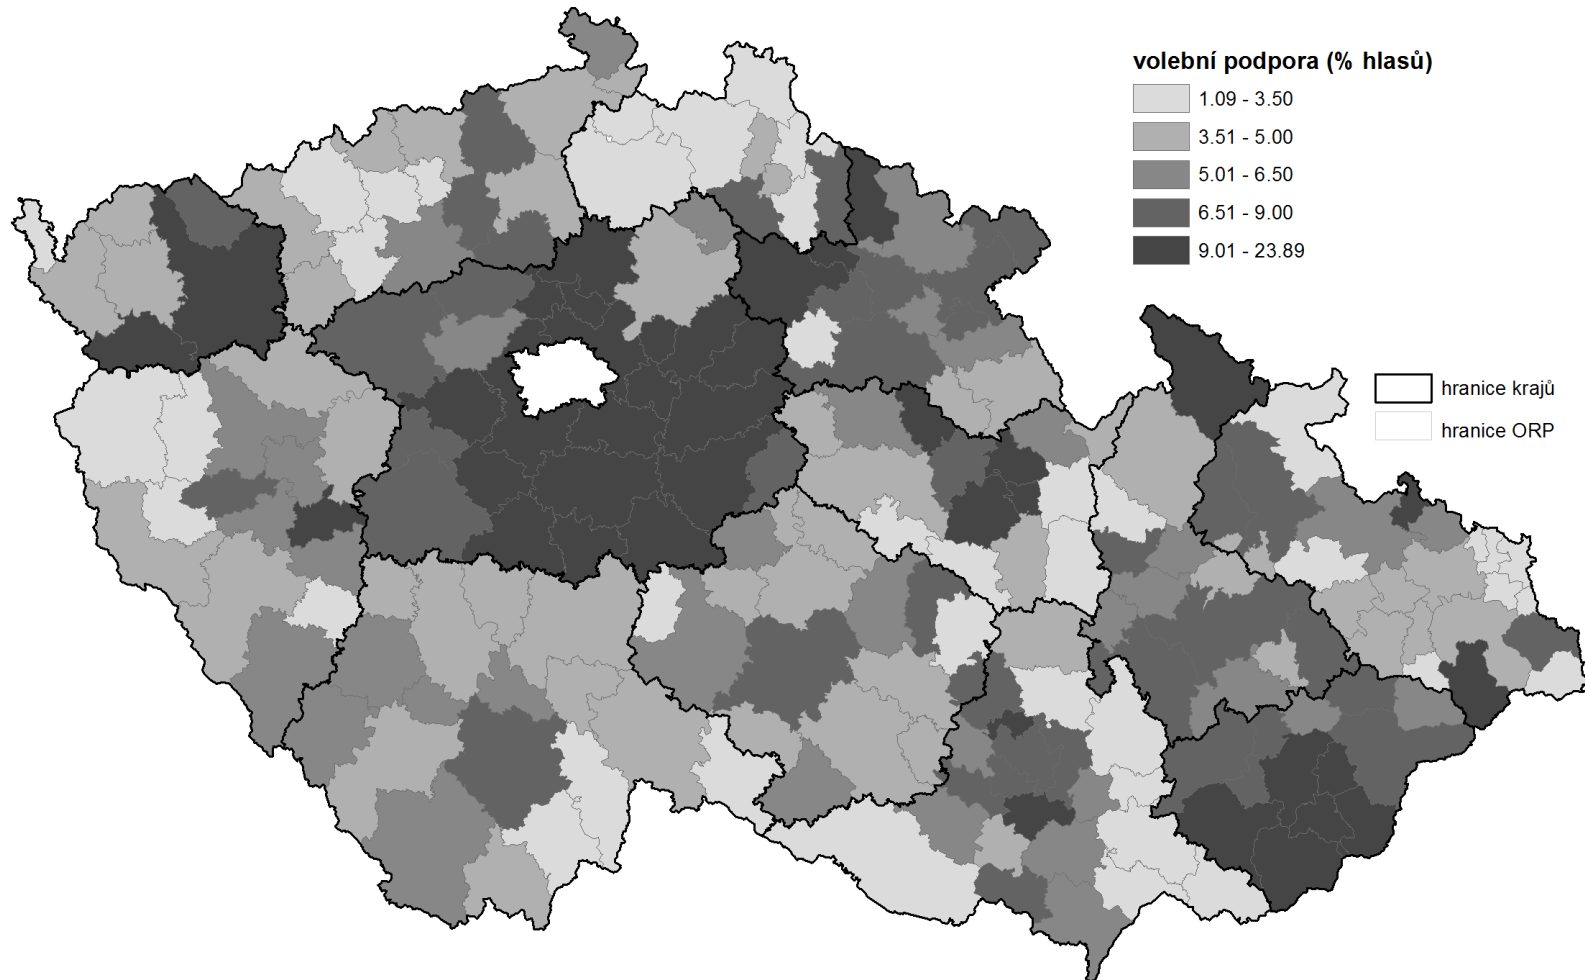 volební podpora (% hlasů)
1.09 - 3.50
3.51 - 5.00
5.01 - 6.50
6.51 - 9.00
9.01 - 23.89
hranice krajů
hranice ORP